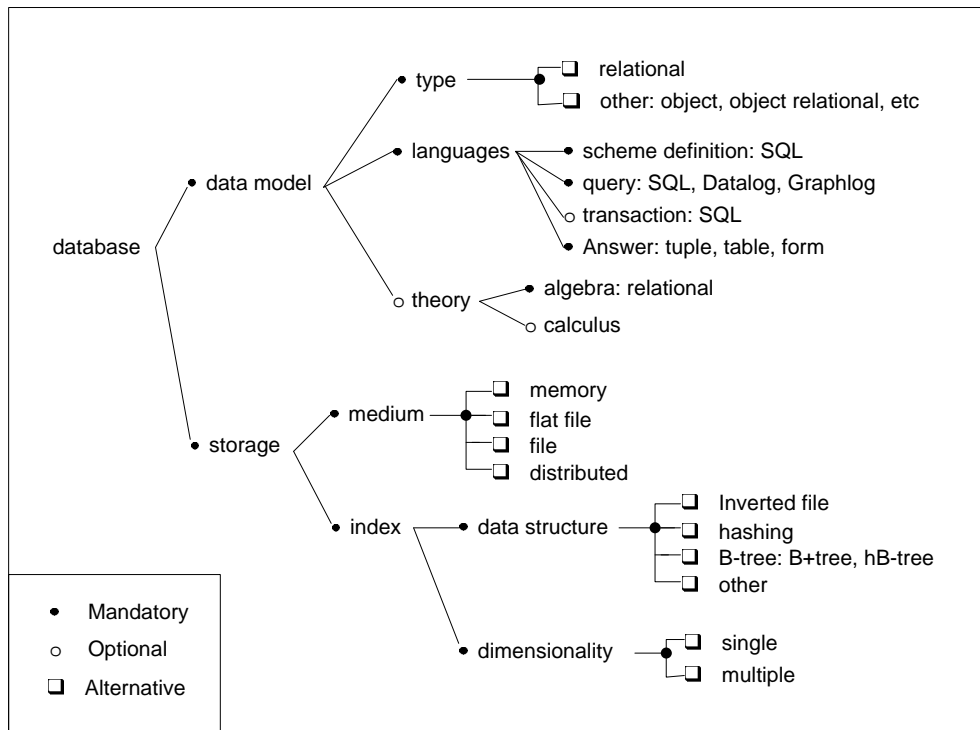 relational
type
other: object, object relational, etc
languages
scheme definition: SQL
query: SQL, Datalog, Graphlog
data model
transaction: SQL
database
Answer: tuple, table, form
algebra: relational
theory
calculus
memory
medium
flat file
storage
file
distributed
Inverted file
index
data structure
hashing
B-tree: B+tree, hB-tree
other
Mandatory
single
Optional
dimensionality
multiple
Alternative